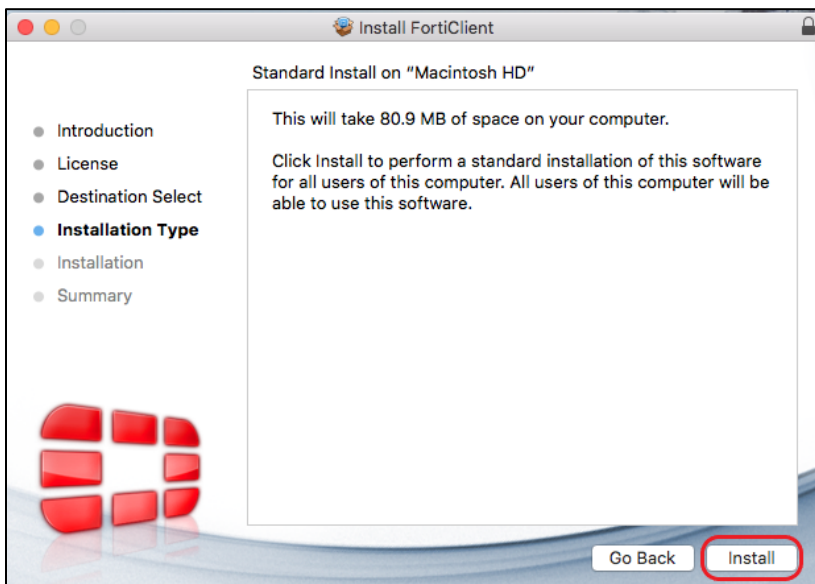 Install FortiClient
Standard Install on “Macintosh HD”
Introduction
License
Destination Select
Installation Type
Installation
Summary
This will take 80.9 MB of space on your computer.
Click Install to perform a standard installation of this software
for all users of this computer. All users of this computer will be
able to use this software.
Go Back
Install